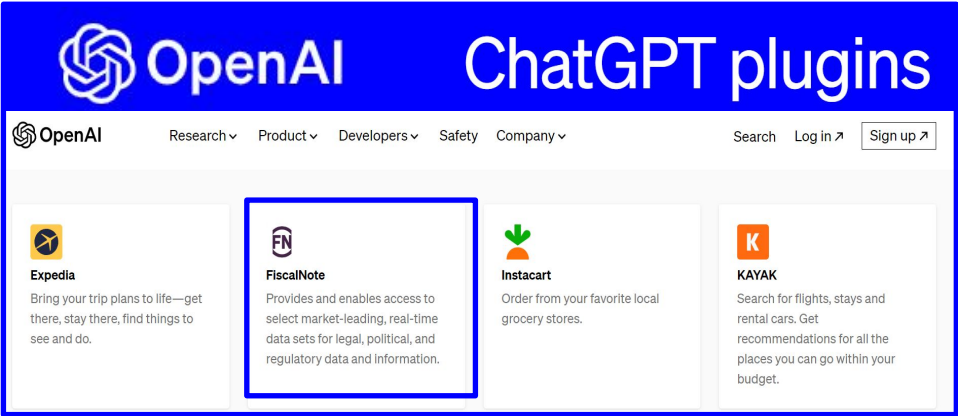 OpenAI ChatGPT plugins
OpenAI Research Product Developers Safety Company Search Log in ↗ Sign up ↗
Expedia
Bring your trip plans to life—get
there, stay there, find things to
see and do.
FN
FiscalNote
Provides and enables access to
select market-leading, real-time
data sets for legal, political, and
regulatory data and information.
Instacart
Order from your favorite local
grocery stores.
K
KAYAK
Search for flights, stays and
rental cars. Get
recommendations for all the
places you can go within your
budget.